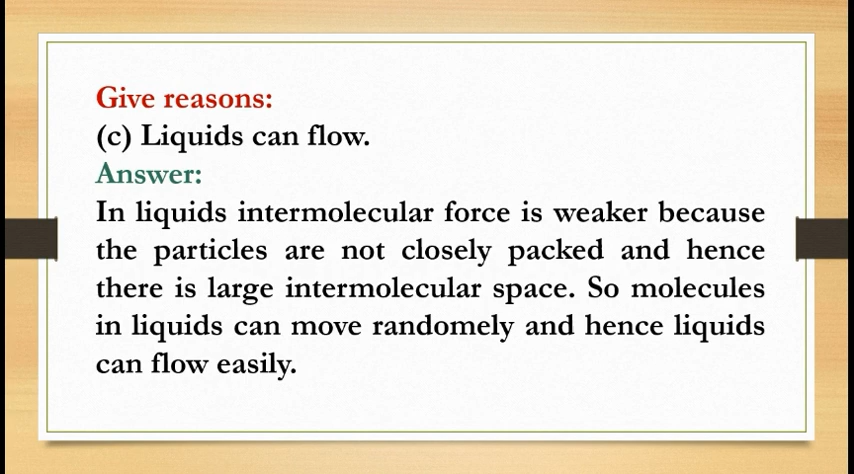 Give reasons:
(c) Liquids can flow.
Answer:
In liquids intermolecular force is weaker because
the particles are not closely packed and hence
there is large intermolecular space. So molecules
in liquids can move randomely and hence liquids
can flow easily.